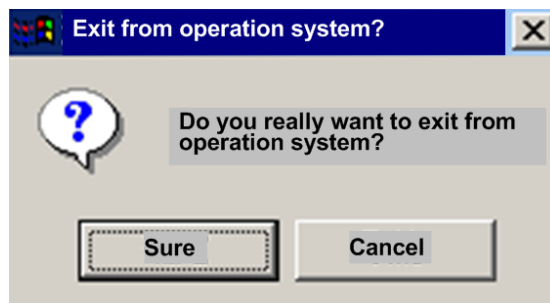 Exit from operation system?
Do you really want to exit from
operation system?
Sure
Cancel